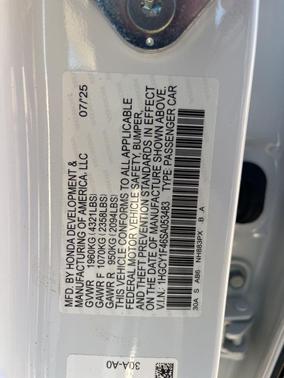 MFD. BY HONDA DEVELOPMENT & 07/'25
MANUFACTURING OF AMERICA, LLC
GVWR 1960KG (4321LBS)
GAWR F 1070KG (2358LBS)
GAWR R 950KG (2094LBS)
THIS VEHICLE CONFORMS TO ALL APPLICABLE
FEDERAL MOTOR VEHICLE SAFETY, BUMPER,
AND THEFT PREVENTION STANDARDS IN EFFECT
ON THE DATE OF MANUFACTURE SHOWN ABOVE.
V.I.N.: 1HGCY1F46SA053483 TYPE PASSENGER CAR
30A S A86 NH883PX .B .A
30A-A0